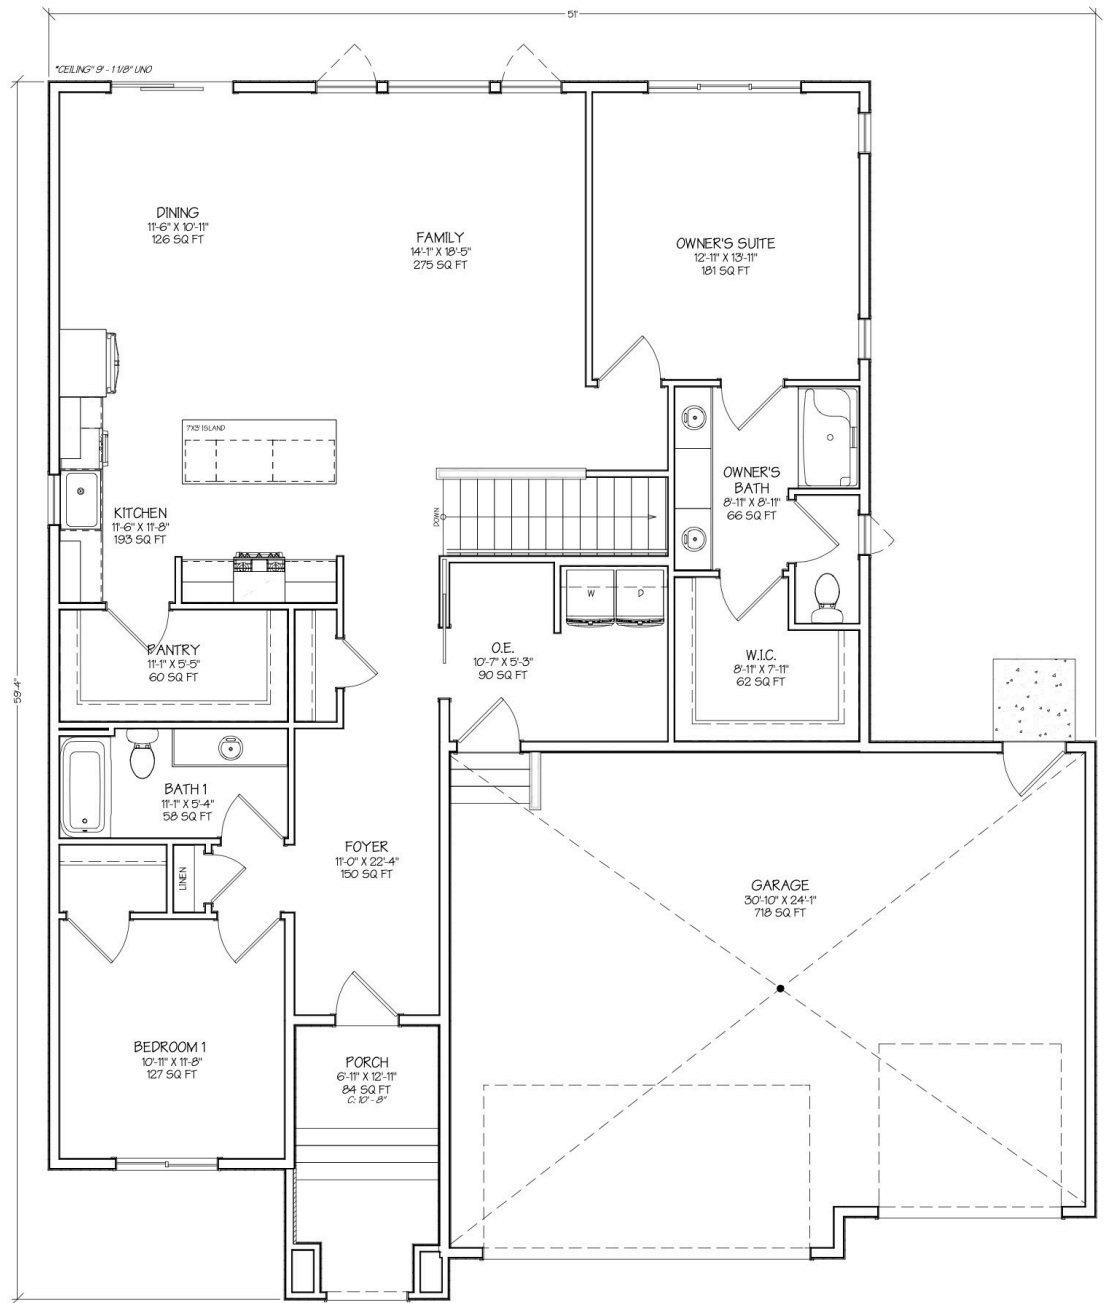 51'
"CEILING" 9' - 1 1/8" UNO
DINING
11'-6" X 10'-11"
126 SQ FT
FAMILY
14'-1" X 18'-5"
275 SQ FT
OWNER'S SUITE
12'-11" X 13'-11"
181 SQ FT
7'X3' ISLAND
KITCHEN
11'-6" X 11'-8"
193 SQ FT
DOWN
OWNER'S
BATH
8'-11" X 8'-11"
66 SQ FT
W
D
PANTRY
11'-1" X 5'-5"
60 SQ FT
O.E.
10'-7" X 5'-3"
90 SQ FT
W.I.C.
8'-11" X 7'-11"
62 SQ FT
59'-4"
BATH 1
11'-1" X 5'-4"
58 SQ FT
LINEN
FOYER
11'-0" X 22'-4"
150 SQ FT
GARAGE
30'-10" X 24'-1"
718 SQ FT
BEDROOM 1
10'-11" X 11'-8"
127 SQ FT
PORCH
6'-11" X 12'-11"
84 SQ FT
C: 10' - 8"